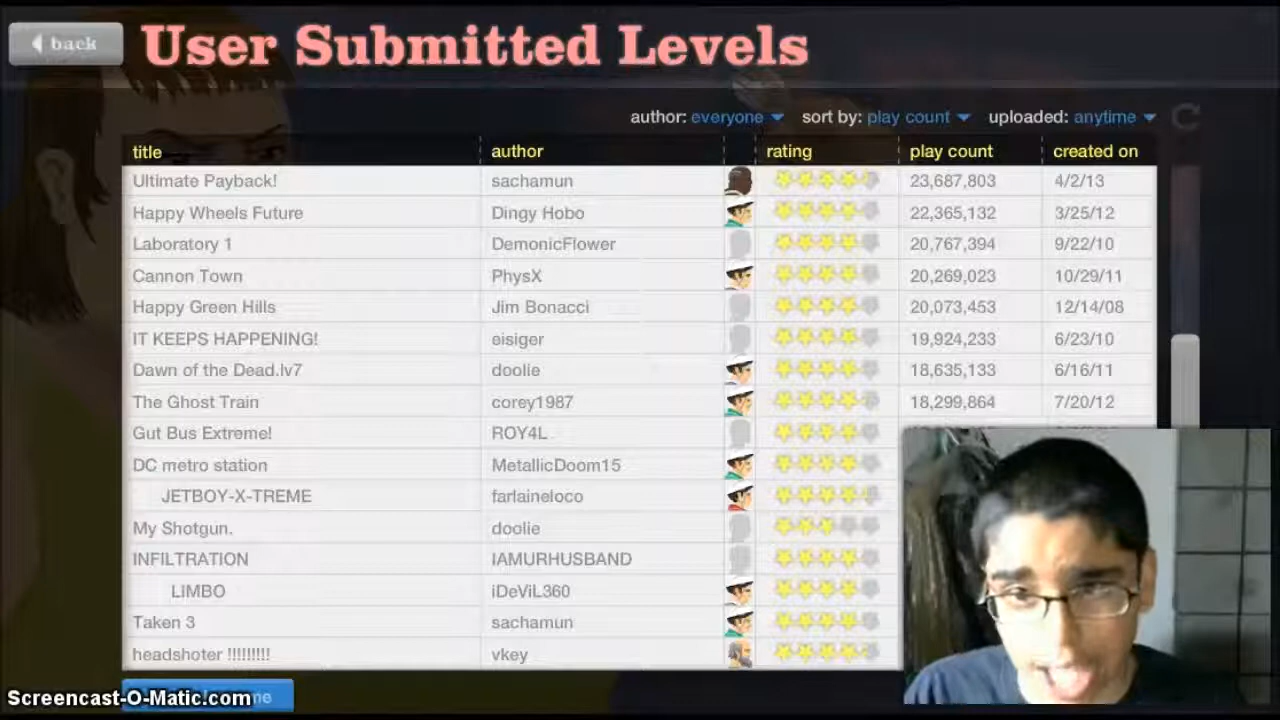 back
User Submitted Levels
author: everyone sort by: play count uploaded: anytime
title author rating play count created on
Ultimate Payback! sachamun 23,687,803 4/2/13
Happy Wheels Future Dingy Hobo 22,365,132 3/25/12
Laboratory 1 DemonicFlower 20,767,394 9/22/10
Cannon Town PhysX 20,269,023 10/29/11
Happy Green Hills Jim Bonacci 20,073,453 12/14/08
IT KEEPS HAPPENING! eisiger 19,924,233 6/23/10
Dawn of the Dead.lv7 doolie 18,635,133 6/16/11
The Ghost Train corey1987 18,299,864 7/20/12
Gut Bus Extreme! ROY4L
DC metro station MetallicDoom15
JETBOY-X-TREME farlaineloco
My Shotgun. doolie
INFILTRATION IAMURHUSBAND
LIMBO iDeViL360
Taken 3 sachamun
headshoter !!!!!!!!! vkey
Screencast-O-Matic.com